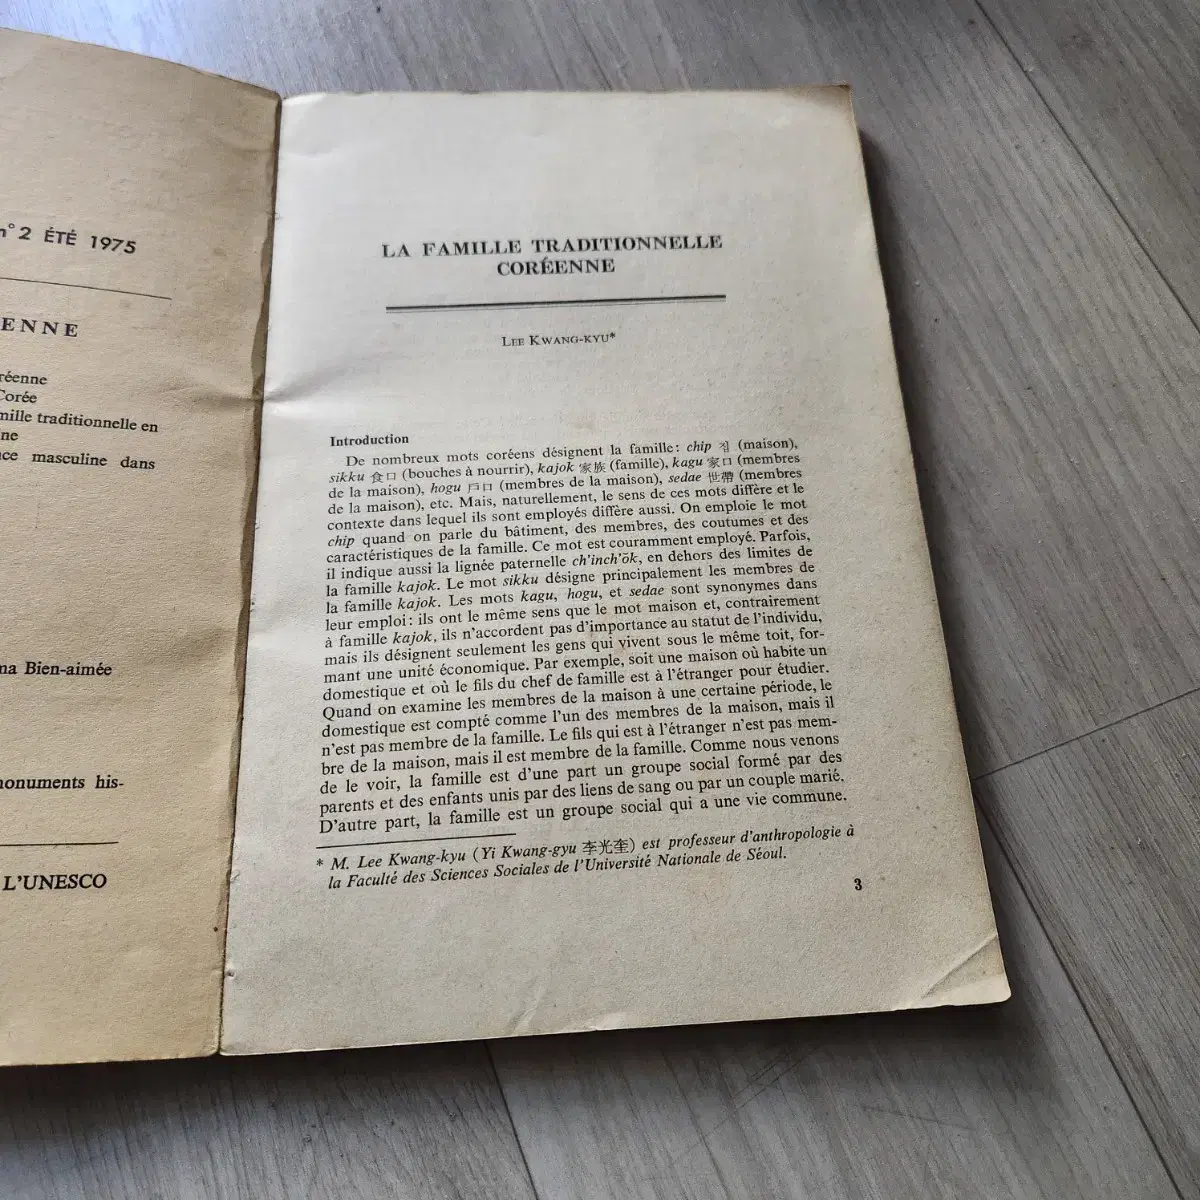 n° 2 ÉTÉ 1975
ENNE
réenne
Corée
mille traditionnelle en
ne
ce masculine dans
ma Bien-aimée
monuments his-
L'UNESCO
LA FAMILLE TRADITIONNELLE
CORÉENNE
LEE KWANG-KYU*
Introduction
De nombreux mots coréens désignent la famille: chip 집 (maison),
sikku 食口 (bouches à nourrir), kajok 家族 (famille), kagu 家口 (membres
de la maison), hogu 戶口 (membres de la maison), sedae 世帶 (membres
de la maison), etc. Mais, naturellement, le sens de ces mots diffère et le
contexte dans lequel ils sont employés diffère aussi. On emploie le mot
chip quand on parle du bâtiment, des membres, des coutumes et des
caractéristiques de la famille. Ce mot est couramment employé. Parfois,
il indique aussi la lignée paternelle ch'inch'ŏk, en dehors des limites de
la famille kajok. Le mot sikku désigne principalement les membres de
la famille kajok. Les mots kagu, hogu, et sedae sont synonymes dans
leur emploi: ils ont le même sens que le mot maison et, contrairement
à famille kajok, ils n'accordent pas d'importance au statut de l'individu,
mais ils désignent seulement les gens qui vivent sous le même toit, for-
mant une unité économique. Par exemple, soit une maison où habite un
domestique et où le fils du chef de famille est à l'étranger pour étudier.
Quand on examine les membres de la maison à une certaine période, le
domestique est compté comme l'un des membres de la maison, mais il
n'est pas membre de la famille. Le fils qui est à l'étranger n'est pas mem-
bre de la maison, mais il est membre de la famille. Comme nous venons
de le voir, la famille est d'une part un groupe social formé par des
parents et des enfants unis par des liens de sang ou par un couple marié.
D'autre part, la famille est un groupe social qui a une vie commune.
* M. Lee Kwang-kyu (Yi Kwang-gyu 李光奎) est professeur d'anthropologie à
la Faculté des Sciences Sociales de l'Université Nationale de Séoul.
3